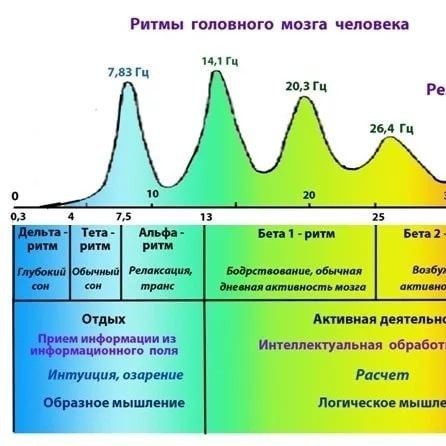 Ритмы головного мозга человека
14,1 Гц
7,83 Гц
20,3 Гц
Ре
26,4 Гц
0 10 20 3
0,3 4 7,5 13 25
Дельта - Тета - Альфа - Бета 1 - ритм Бета 2 -
ритм ритм ритм
Глубокий Обычный Релаксация, Бодрствование, обычная Возбу
сон сон транс дневная активность мозга активно
Отдых Активная деятельно
Прием информации из
информационного поля Интеллектуальная обработ
Интуиция, озарение Расчет
Образное мышление Логическое мышле